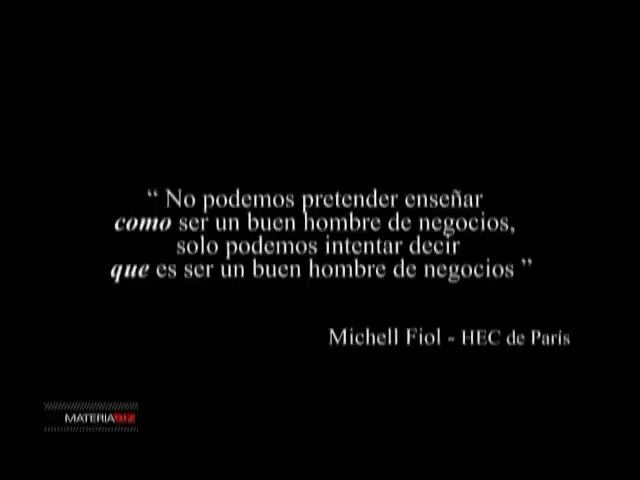 “ No podemos pretender enseñar
como ser un buen hombre de negocios,
solo podemos intentar decir
que es ser un buen hombre de negocios ”
Michell Fiol - HEC de París
MATERIABIZ